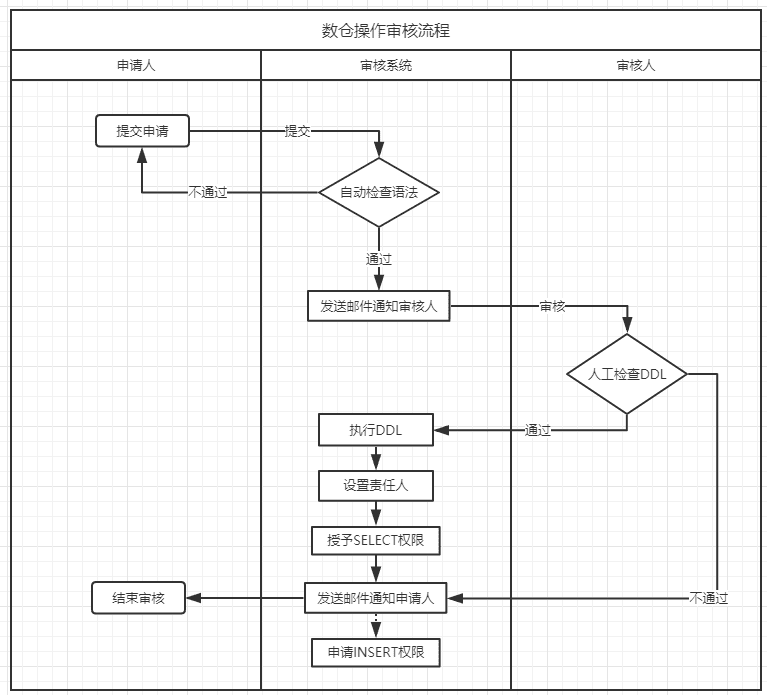 数仓操作审核流程
申请人
审核系统
审核人
提交申请
提交
不通过
自动检查语法
通过
发送邮件通知审核人
审核
人工检查DDL
执行DDL
通过
设置责任人
授予SELECT权限
结束审核
发送邮件通知申请人
不通过
申请INSERT权限